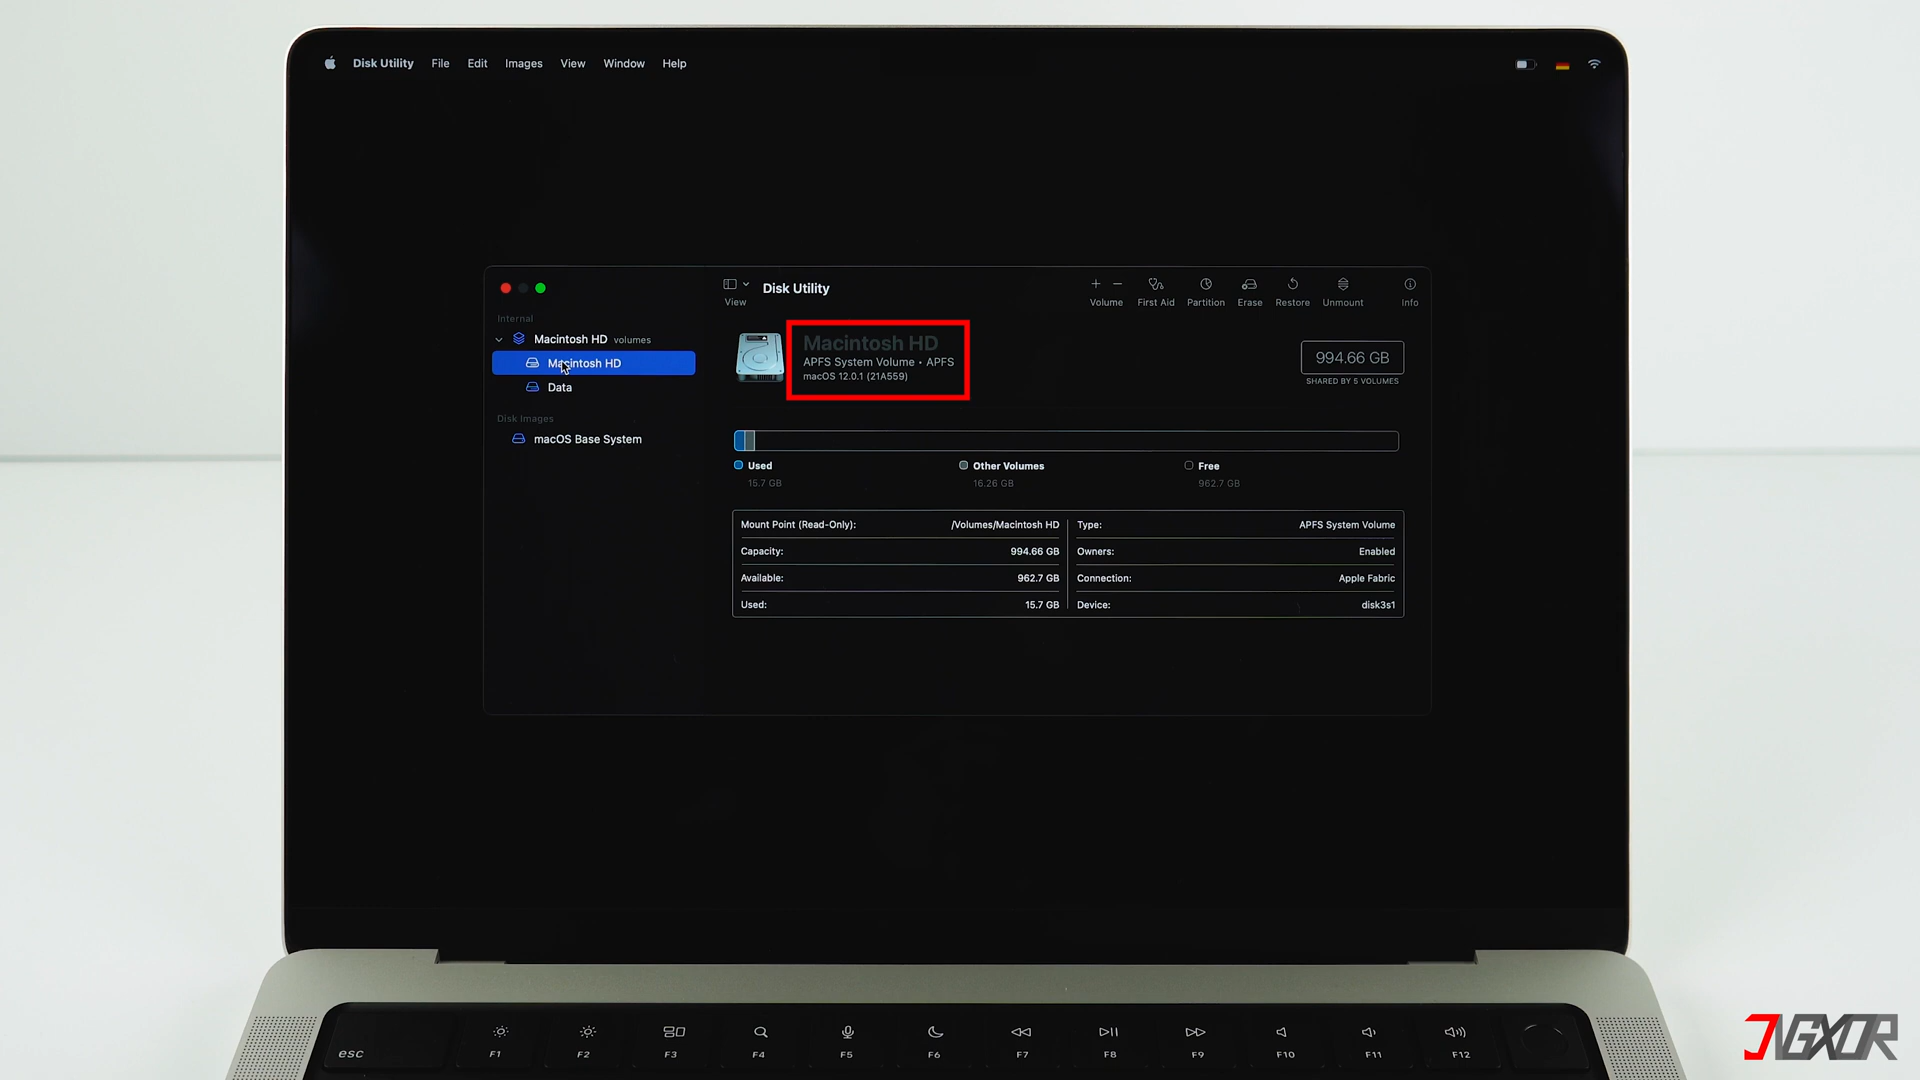 Disk Utility File Edit Images View Window Help
View
Disk Utility
Volume First Aid Partition Erase Restore Unmount Info
Internal
Macintosh HD volumes
Macintosh HD
Data
Disk Images
macOS Base System
Macintosh HD
APFS System Volume • APFS
macOS 12.0.1 (21A559)
994.66 GB
SHARED BY 5 VOLUMES
Used
15.7 GB
Other Volumes
16.26 GB
Free
962.7 GB
Mount Point (Read-Only): /Volumes/Macintosh HD
Capacity: 994.66 GB
Available: 962.7 GB
Used: 15.7 GB
Type: APFS System Volume
Owners: Enabled
Connection: Apple Fabric
Device: disk3s1
esc F1 F2 F3 F4 F5 F6 F7 F8 F9 F10 F11 F12
JVGXOR